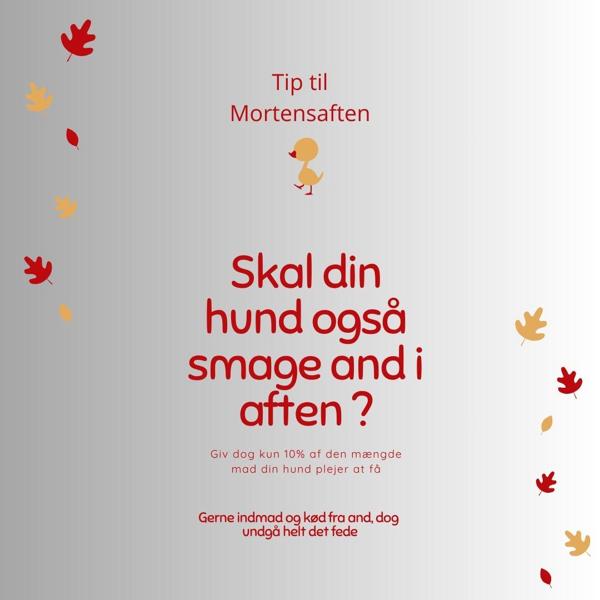 Tip til
Mortensaften
Skal din
hund også
smage and i
aften ?
Giv dog kun 10% af den mængde
mad din hund plejer at få
Gerne indmad og kød fra and, dog
undgå helt det fede